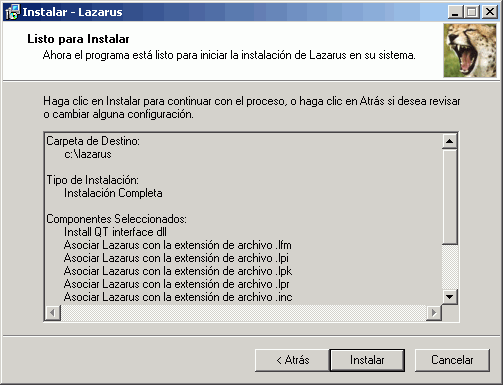 Instalar - Lazarus
Listo para Instalar
Ahora el programa está listo para iniciar la instalación de Lazarus en su sistema.
Haga clic en Instalar para continuar con el proceso, o haga clic en Atrás si desea revisar
o cambiar alguna configuración.
Carpeta de Destino:
c:\lazarus
Tipo de Instalación:
Instalación Completa
Componentes Seleccionados:
Install QT interface dll
Asociar Lazarus con la extensión de archivo .lfm
Asociar Lazarus con la extensión de archivo .lpi
Asociar Lazarus con la extensión de archivo .lpk
Asociar Lazarus con la extensión de archivo .lpr
Asociar Lazarus con la extensión de archivo .inc
< Atrás
Instalar
Cancelar